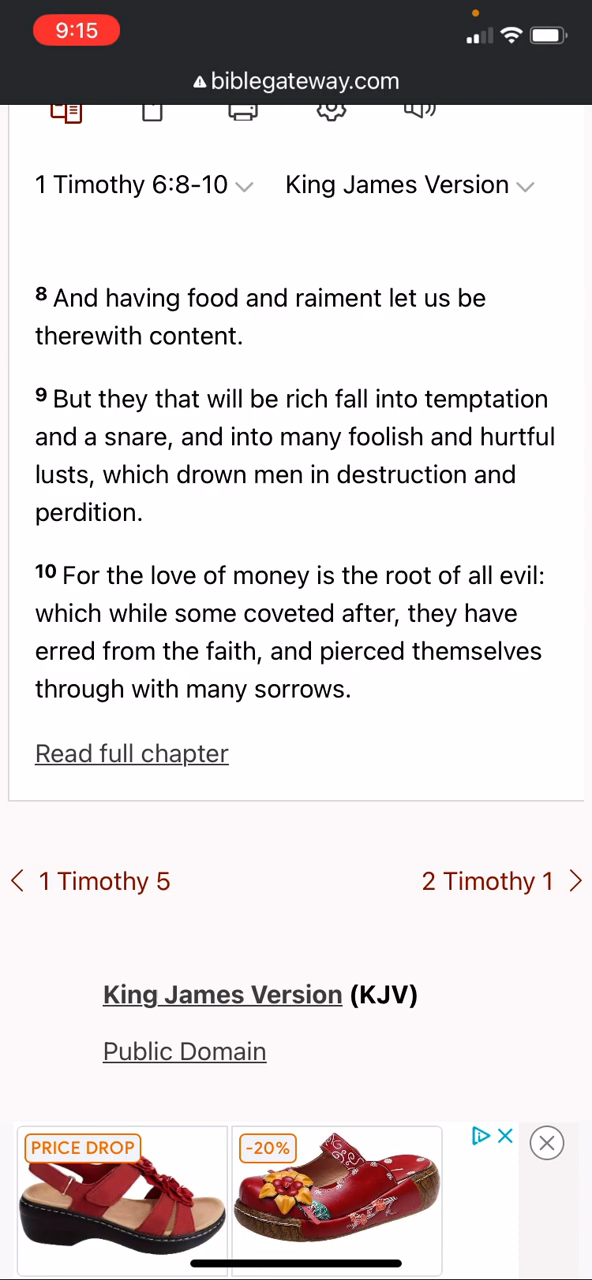 9:15
biblegateway.com
1 Timothy 6:8-10 King James Version
8 And having food and raiment let us be
therewith content.
9 But they that will be rich fall into temptation
and a snare, and into many foolish and hurtful
lusts, which drown men in destruction and
perdition.
10 For the love of money is the root of all evil:
which while some coveted after, they have
erred from the faith, and pierced themselves
through with many sorrows.
Read full chapter
1 Timothy 5 2 Timothy 1
King James Version (KJV)
Public Domain
PRICE DROP -20%